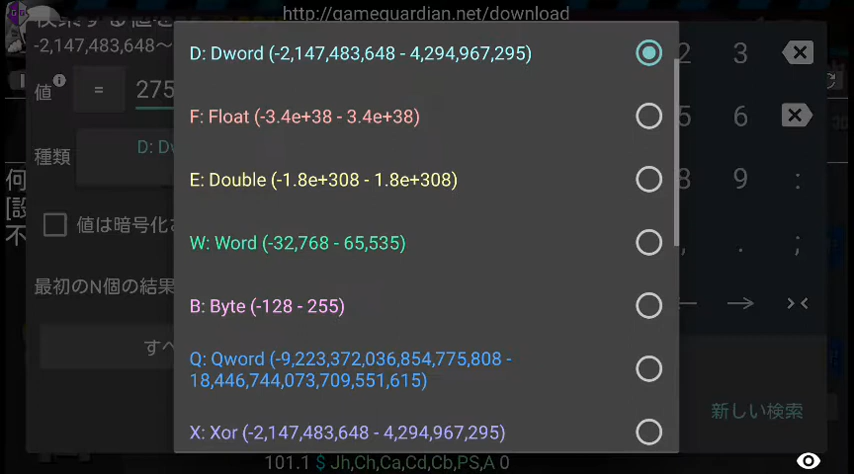 http://gameguardian.net/download
-2,147,483,648～
D: Dword (-2,147,483,648 - 4,294,967,295)
2 3
値 = 275
F: Float (-3.4e+38 - 3.4e+38)
5 6
種類 D: Dw
E: Double (-1.8e+308 - 1.8e+308)
8 9 :
何
[設
不
値は暗号化さ
W: Word (-32,768 - 65,535)
, . ;
最初のN個の結果
B: Byte (-128 - 255)
すべ
Q: Qword (-9,223,372,036,854,775,808 -
18,446,744,073,709,551,615)
新しい検索
X: Xor (-2,147,483,648 - 4,294,967,295)
101.1 $ Jh,Ch,Ca,Cd,Cb,PS,A 0